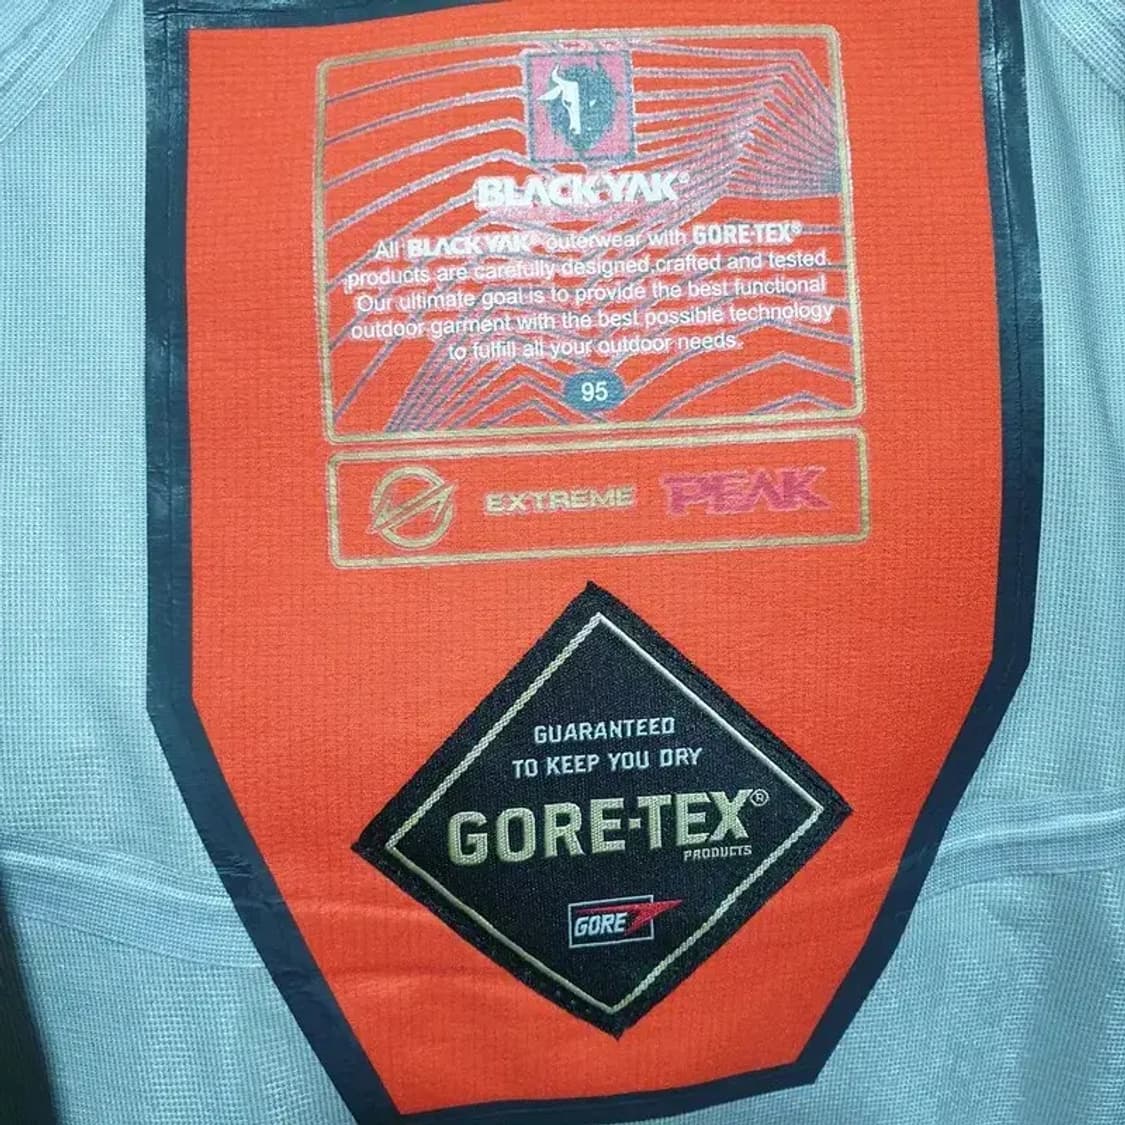 BLACKYAK®
All BLACK YAK® outerwear with GORE-TEX®
products are carefully designed,crafted and tested.
Our ultimate goal is to provide the best functional
outdoor garment with the best possible technology
to fulfill all your outdoor needs.
95
EXTREME PEAK
GUARANTEED
TO KEEP YOU DRY
GORE-TEX®
PRODUCTS
GORE